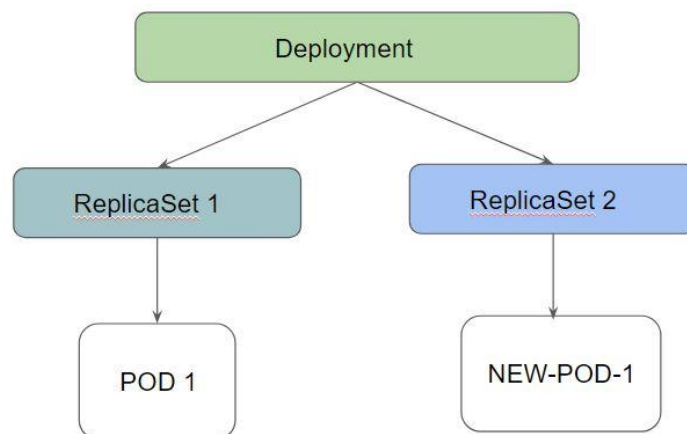 Deployment
ReplicaSet 1
ReplicaSet 2
POD 1
NEW-POD-1